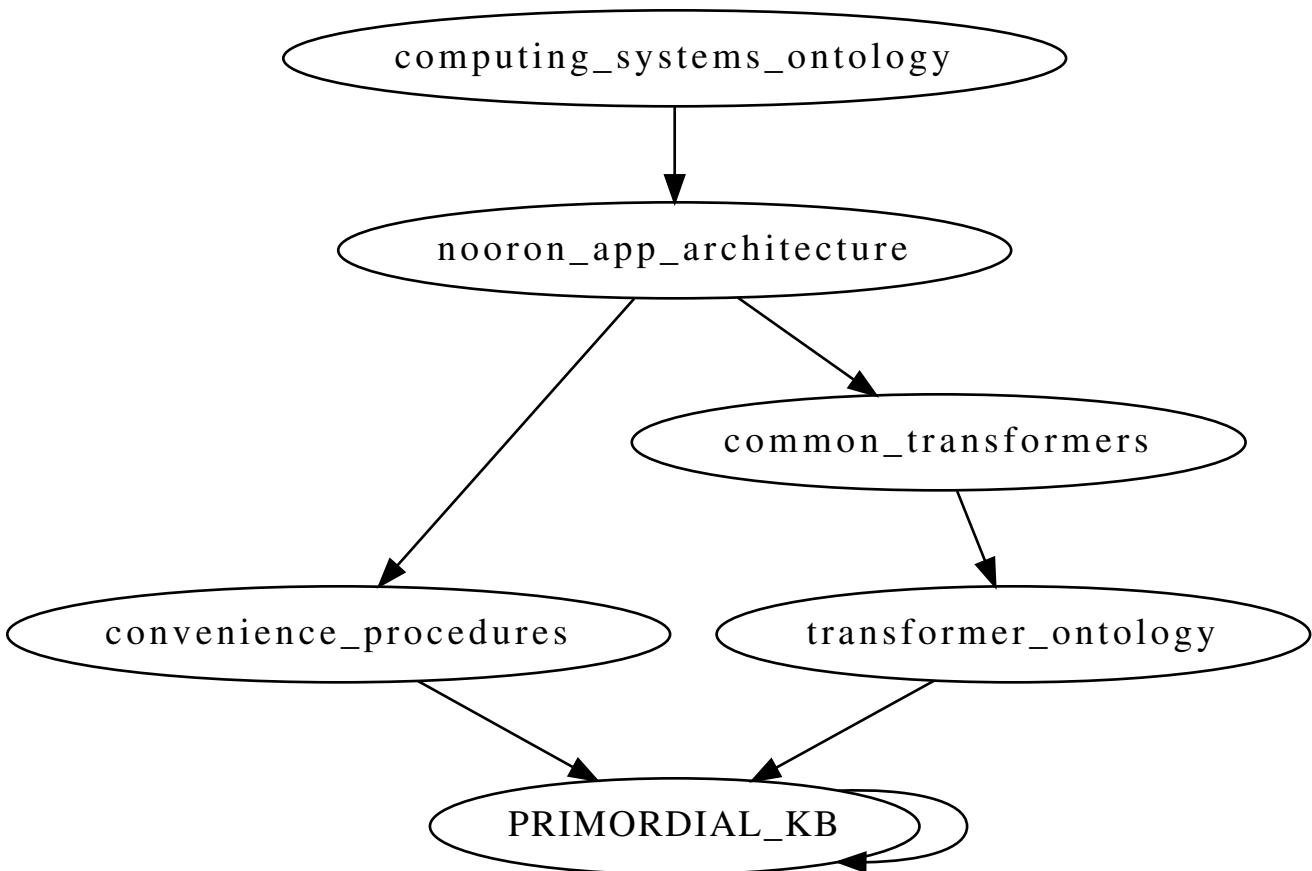 computing_systems_ontology
nooron_app_architecture
common_transformers
convenience_procedures
transformer_ontology
PRIMORDIAL_KB